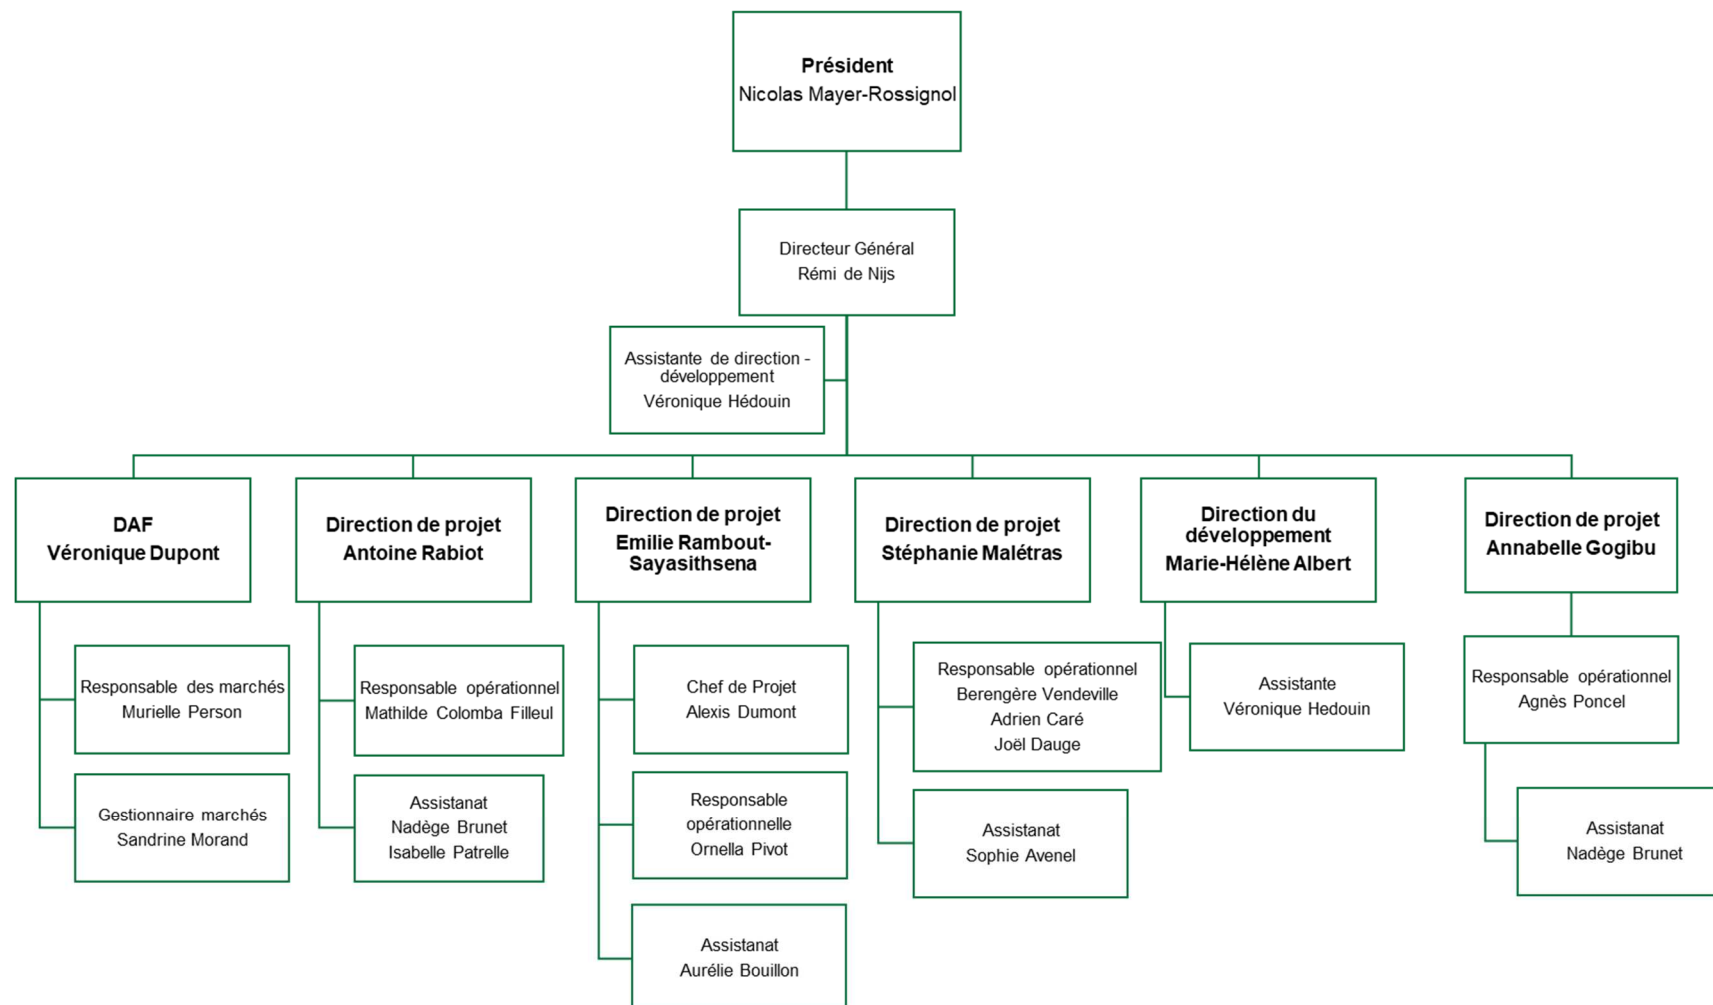 Président
Nicolas Mayer-Rossignol
Directeur Général
Rémi de Nijs
Assistante de direction -
développement
Véronique Hédouin
DAF
Véronique Dupont
Responsable des marchés
Murielle Person
Gestionnaire marchés
Sandrine Morand
Direction de projet
Antoine Rabiot
Responsable opérationnel
Mathilde Colomba Filleul
Assistanat
Nadège Brunet
Isabelle Patrelle
Direction de projet
Emilie Rambout-
Sayasithsena
Chef de Projet
Alexis Dumont
Responsable
opérationnelle
Ornella Pivot
Assistanat
Aurélie Bouillon
Direction de projet
Stéphanie Malétras
Responsable opérationnel
Berengère Vendeville
Adrien Caré
Joël Dauge
Assistanat
Sophie Avenel
Direction du
développement
Marie-Hélène Albert
Assistante
Véronique Hedouin
Direction de projet
Annabelle Gogibu
Responsable opérationnel
Agnès Poncel
Assistanat
Nadège Brunet